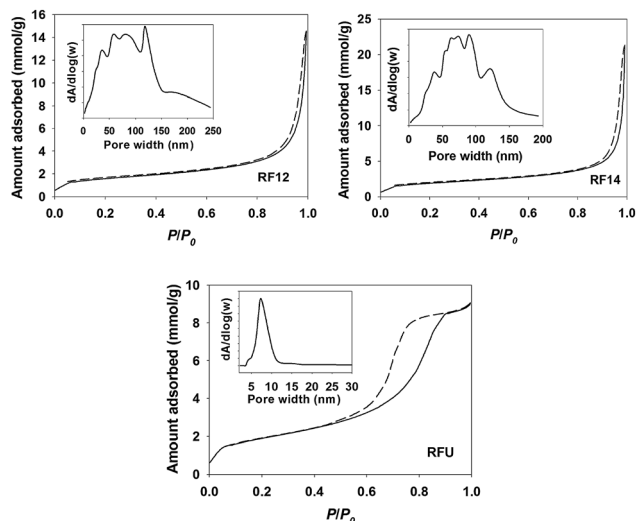 16
14
12
10
8
6
4
2
0
Amount adsorbed (mmol/g)
dA/dlog(w)
0 50 100 150 200 250
Pore width (nm)
RF12
0.0 0.2 0.4 0.6 0.8 1.0
P/P0
25
20
15
10
5
0
Amount adsorbed (mmol/g)
dA/dlog(w)
0 50 100 150 200
Pore width (nm)
RF14
0.0 0.2 0.4 0.6 0.8 1.0
P/P0
10
8
6
4
2
0
Amount adsorbed (mmol/g)
dA/dlog(w)
5 10 15 20 25 30
Pore width (nm)
RFU
0.0 0.2 0.4 0.6 0.8 1.0
P/P0